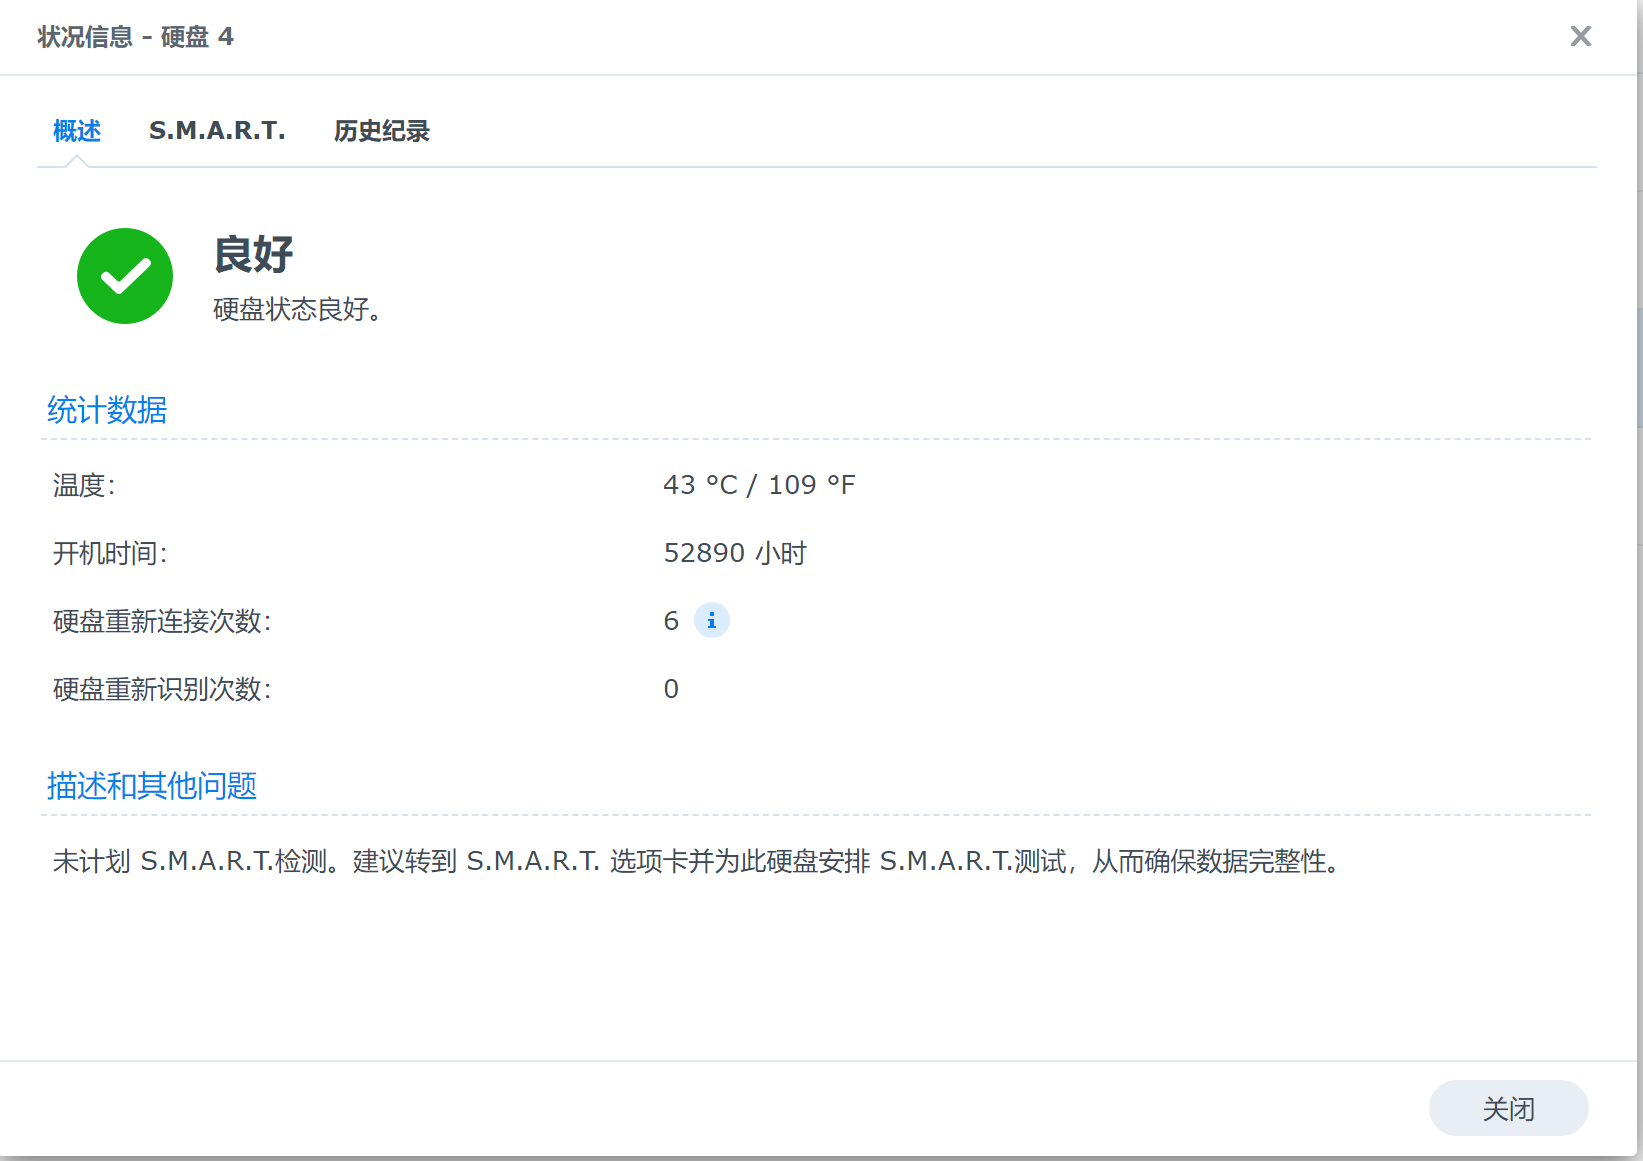 状况信息 - 硬盘 4
概述 S.M.A.R.T. 历史纪录
良好
硬盘状态良好。
统计数据
温度： 43 °C / 109 °F
开机时间： 52890 小时
硬盘重新连接次数： 6
硬盘重新识别次数： 0
描述和其他问题
未计划 S.M.A.R.T.检测。建议转到 S.M.A.R.T. 选项卡并为此硬盘安排 S.M.A.R.T.测试，从而确保数据完整性。
关闭